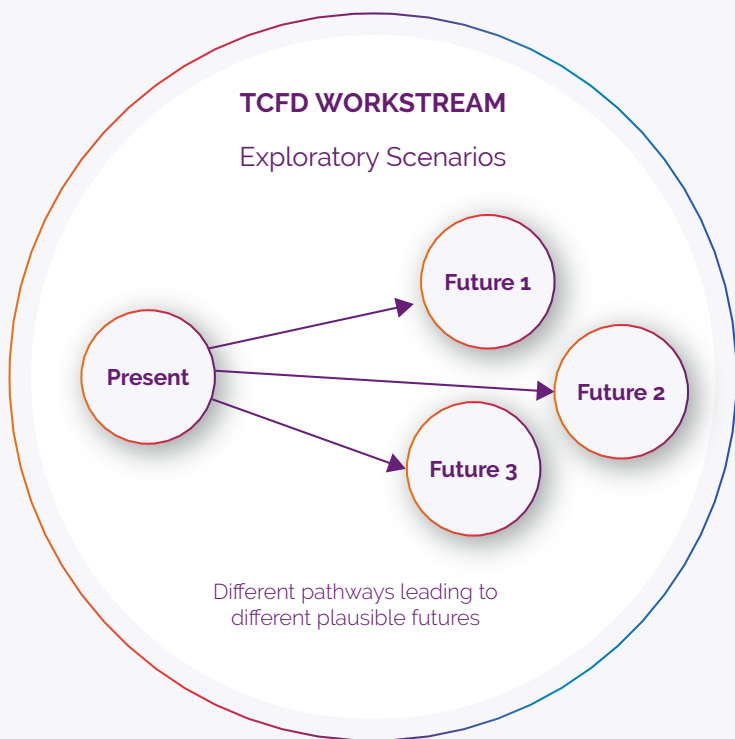 TCFD WORKSTREAM
Exploratory Scenarios
Future 1
Present
Future 2
Future 3
Different pathways leading to
different plausible futures